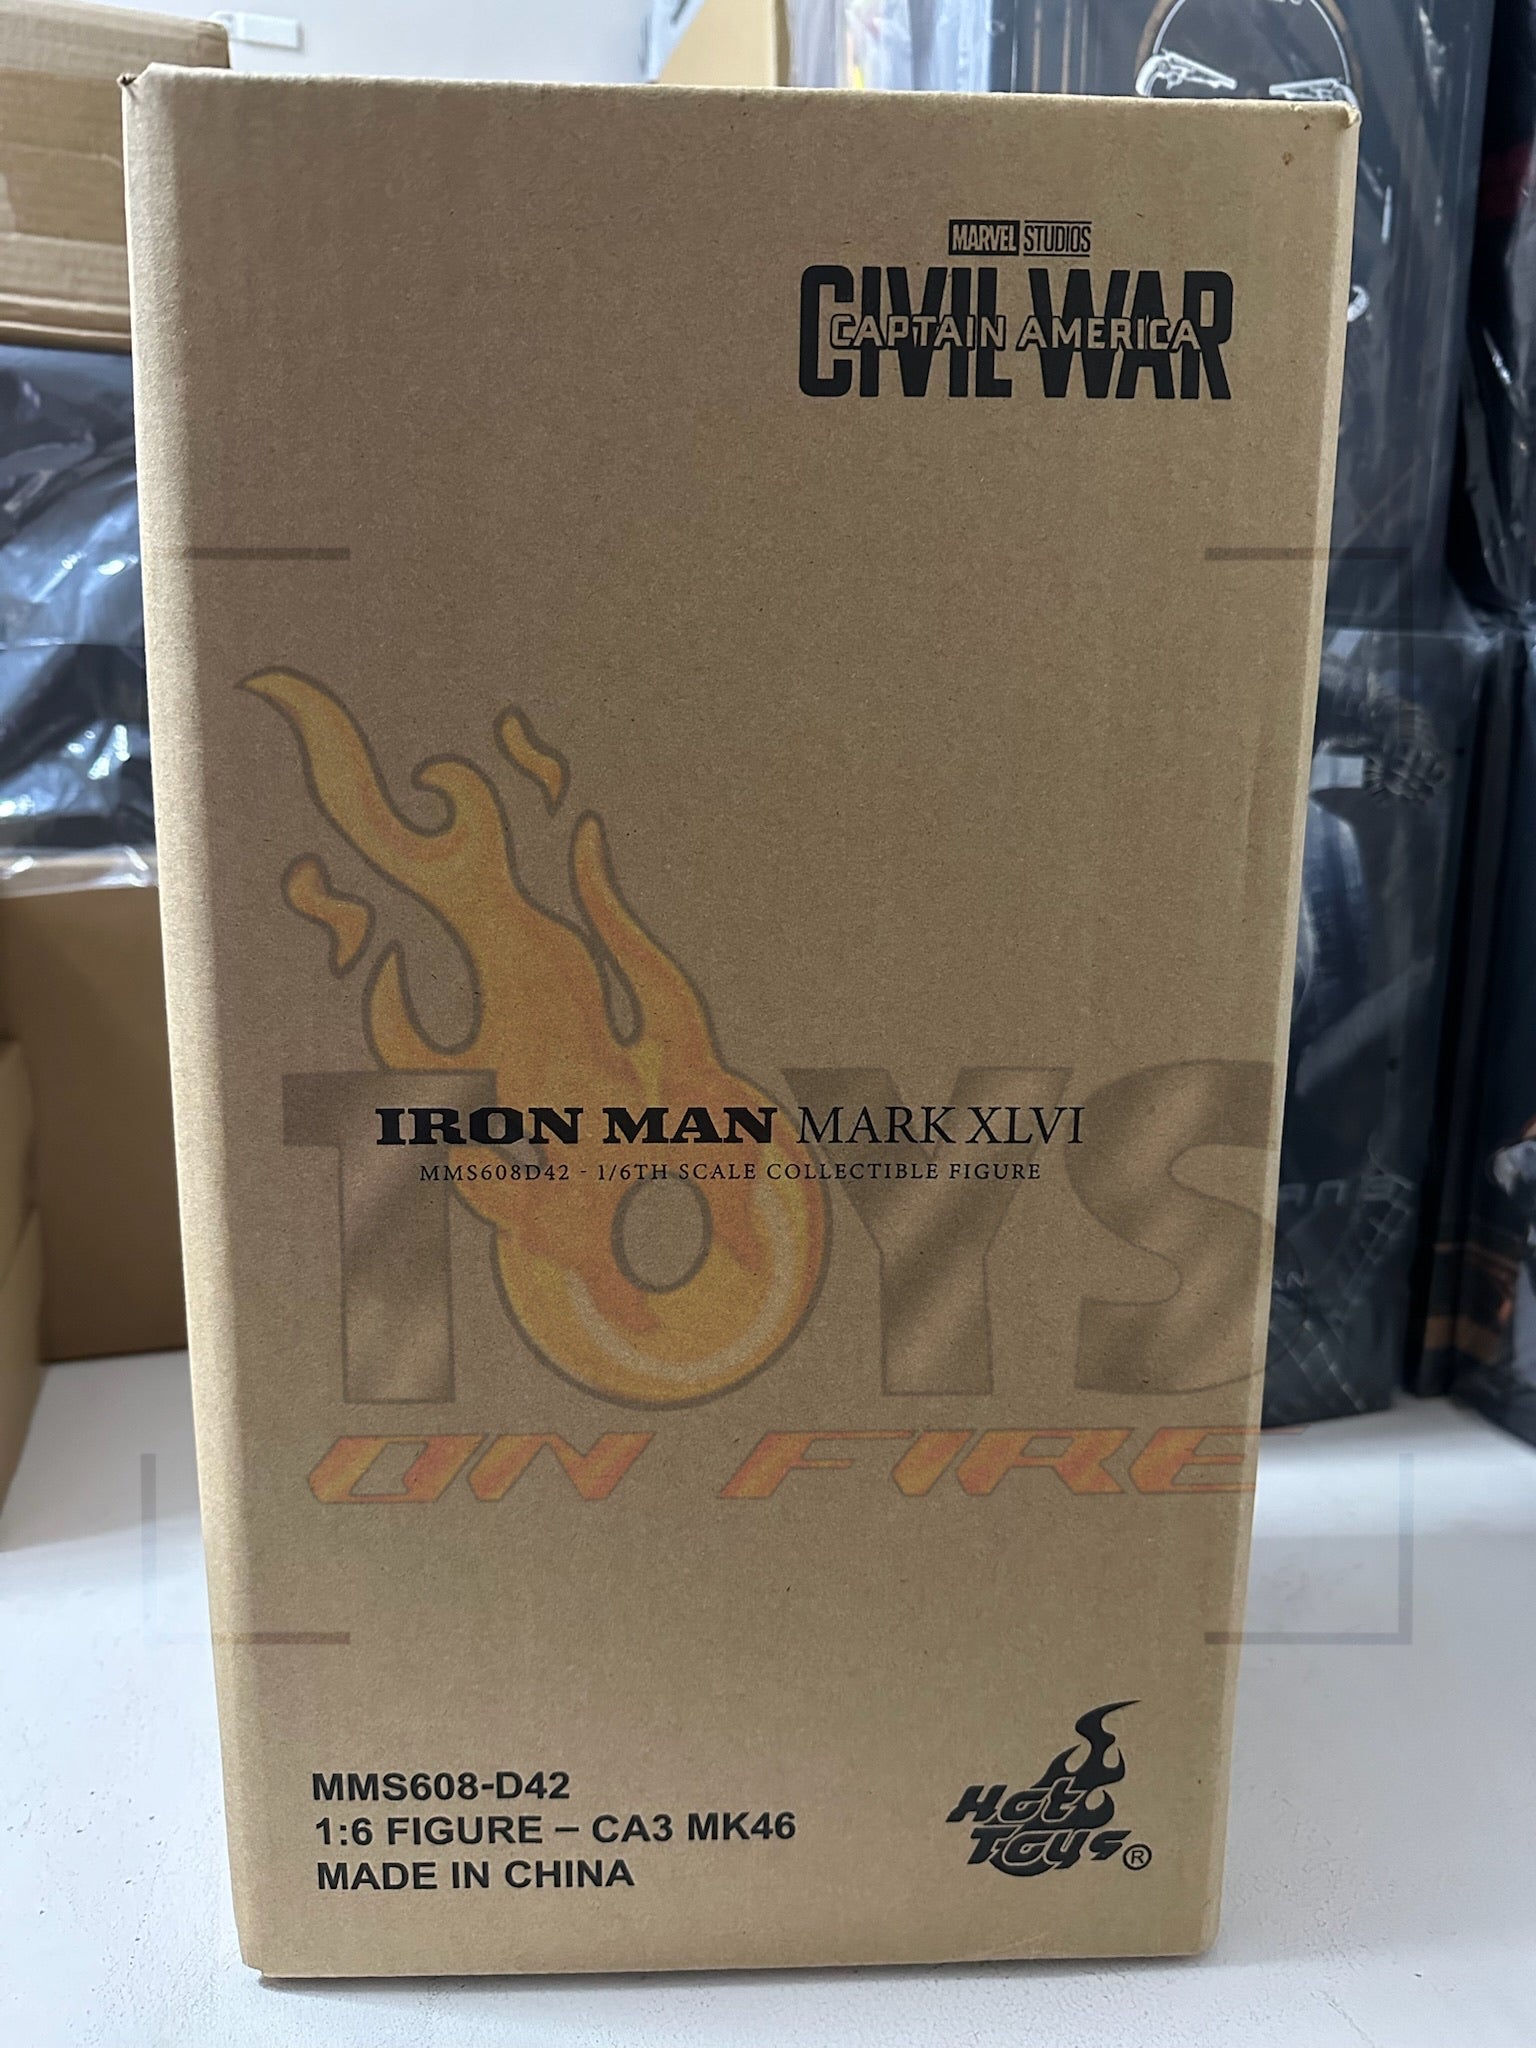 MARVEL STUDIOS
CIVIL WAR
CAPTAIN AMERICA
IRON MAN MARK XLVI
MMS608D42 - 1/6TH SCALE COLLECTIBLE FIGURE
TOYS
ON FIRE
MMS608-D42
1:6 FIGURE – CA3 MK46
MADE IN CHINA
Hot
Toys®